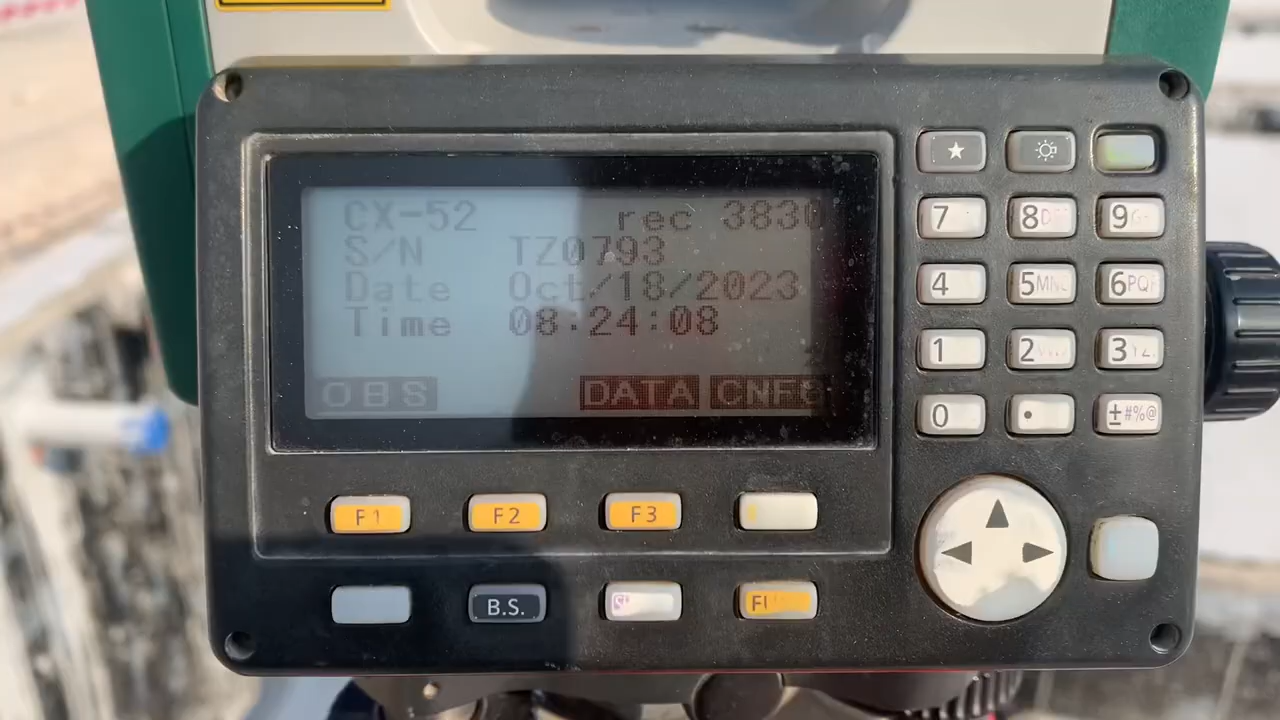 CX-52 rec 3830
S/N TZ0793
Date Oct/18/2023
Time 08:24:08
OBS DATA CNFG
7 8 9
4 5 6PQR
1 2 3
0 . ±#%@
F1 F2 F3
B.S.